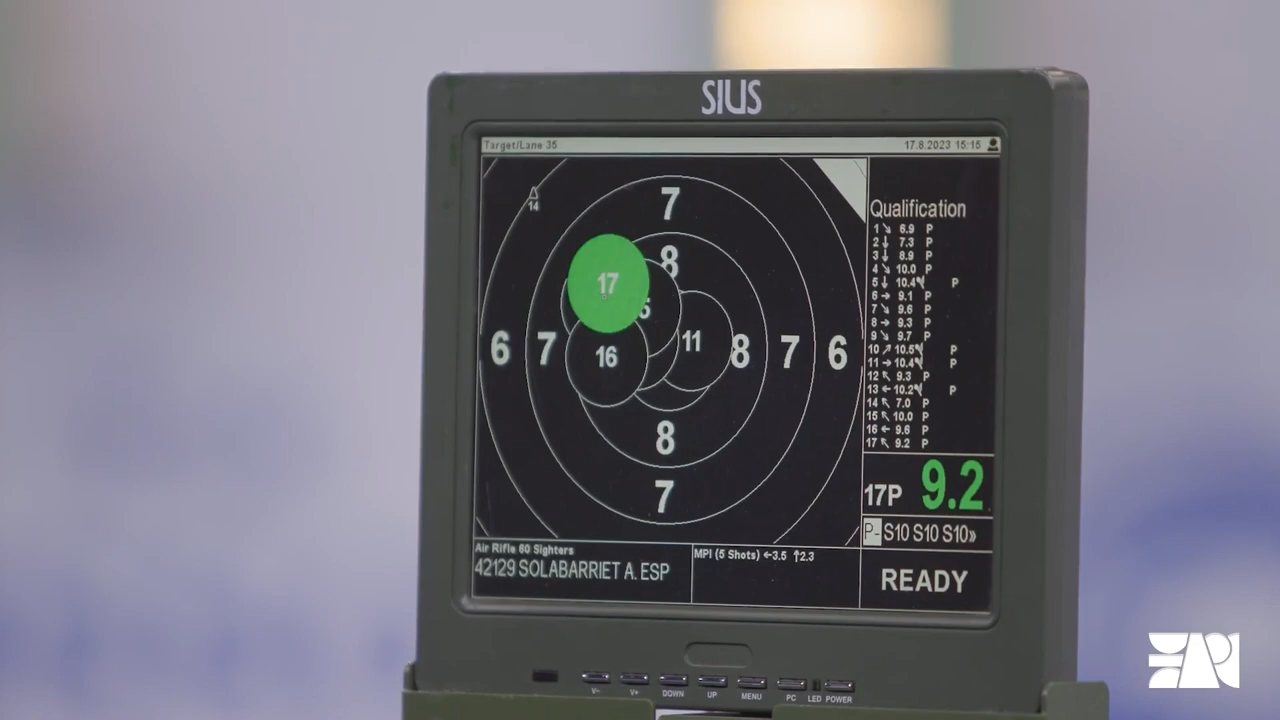 SIUS
Target/Lane 35
17.8.2023 15:15
14
7
8
17
11
16
6 7 8 7 6
8
7
Qualification
1 ↘ 6.9 P
2 ↓ 7.3 P
3 ↓ 8.9 P
4 ↘ 10.0 P
5 ↓ 10.4* P
6 → 9.1 P
7 ↘ 9.6 P
8 → 9.3 P
9 ↘ 9.7 P
10 ↗ 10.5* P
11 → 10.4* P
12 ↖ 9.3 P
13 ← 10.2* P
14 ↖ 7.0 P
15 ↖ 10.0 P
16 ← 9.6 P
17 ↖ 9.2 P
17P 9.2
P- S10 S10 S10»
Air Rifle 60 Sighters
42129 SOLABARRIET A. ESP
MPI (5 Shots) ←3.5 ↑2.3
READY
V- V+ DOWN UP MENU PC LED POWER